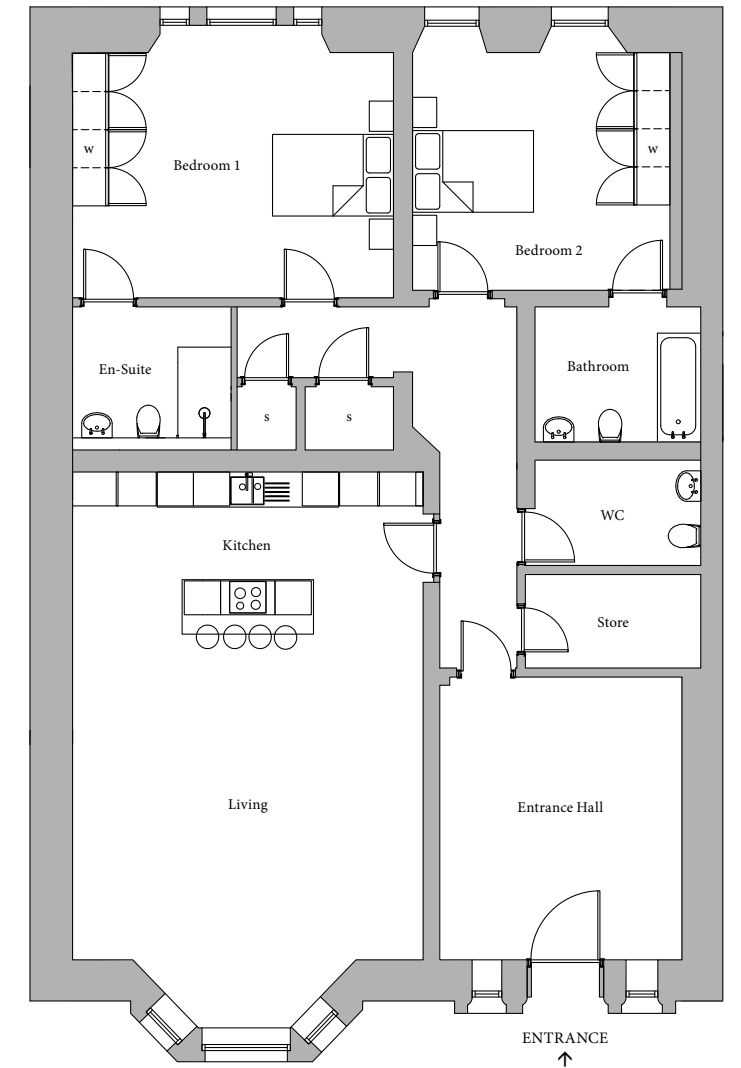 w
Bedroom 1
w
Bedroom 2
En-Suite
Bathroom
s
s
WC
Kitchen
Store
Living
Entrance Hall
ENTRANCE
↑